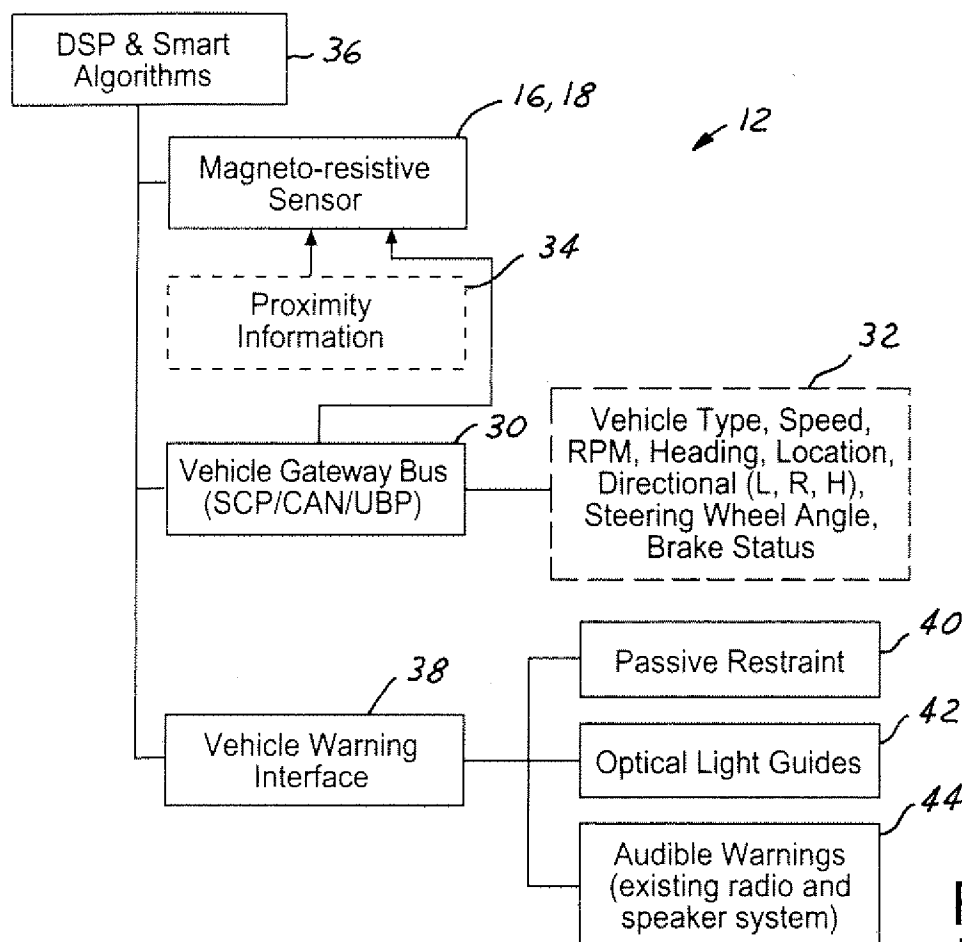 DSP & Smart
Algorithms
36
16, 18
12
Magneto-resistive
Sensor
34
Proximity
Information
32
Vehicle Type, Speed,
RPM, Heading, Location,
Directional (L, R, H),
Steering Wheel Angle,
Brake Status
30
Vehicle Gateway Bus
(SCP/CAN/UBP)
40
Passive Restraint
38
Vehicle Warning
Interface
42
Optical Light Guides
44
Audible Warnings
(existing radio and
speaker system)